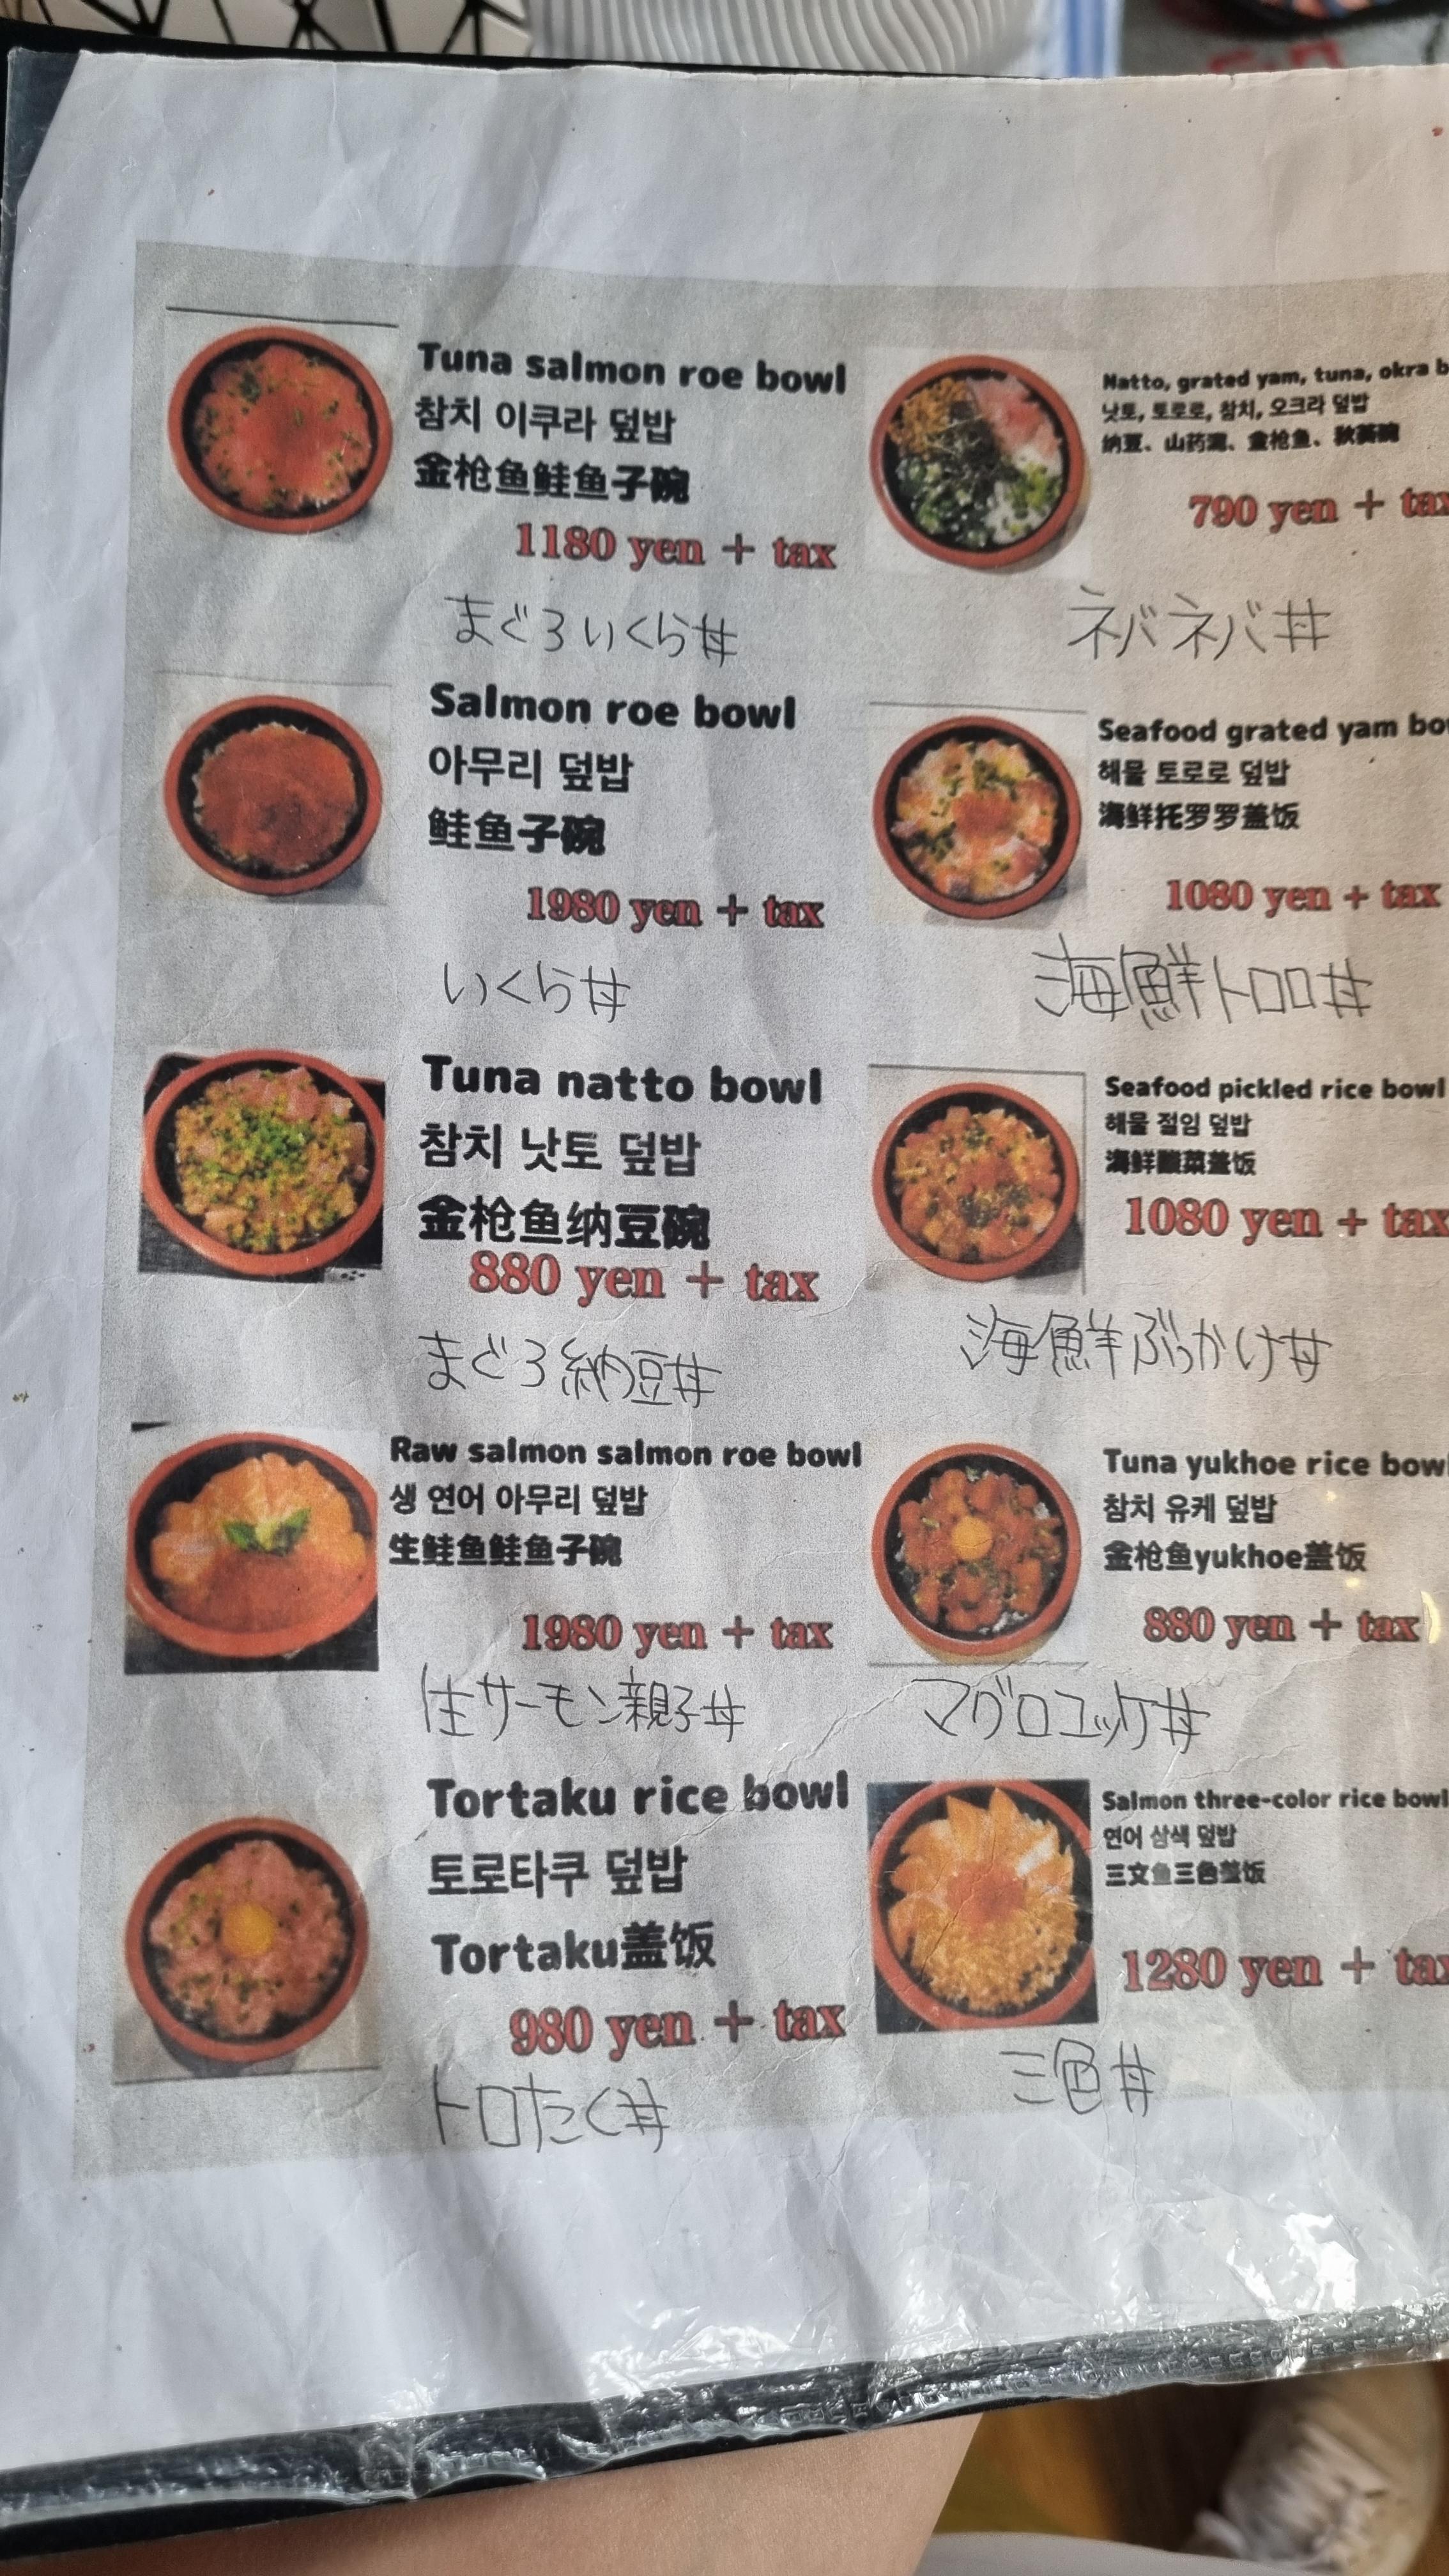 Tuna salmon roe bowl
참치 이쿠라 덮밥
金枪鱼鲑鱼子碗
1180 yen + tax
まぐろいくら丼
Salmon roe bowl
아무리 덮밥
鲑鱼子碗
1980 yen + tax
いくら丼
Tuna natto bowl
참치 낫토 덮밥
金枪鱼纳豆碗
880 yen + tax
まぐろ納豆丼
Raw salmon salmon roe bowl
생 연어 아무리 덮밥
生鲑鱼鲑鱼子碗
1980 yen + tax
生サーモン親子丼
Tortaku rice bowl
토로타쿠 덮밥
Tortaku盖饭
980 yen + tax
トロたく丼
Natto, grated yam, tuna, okra b
낫토, 토로로, 참치, 오크라 덮밥
纳豆、山药泥、金枪鱼、秋葵碗
790 yen + tax
ネバネバ丼
Seafood grated yam bo
해물 토로로 덮밥
海鲜托罗罗盖饭
1080 yen + tax
海鮮トロロ丼
Seafood pickled rice bowl
해물 절임 덮밥
海鲜酸菜盖饭
1080 yen + tax
海鮮ぶっかけ丼
Tuna yukhoe rice bowl
참치 유케 덮밥
金枪鱼yukhoe盖饭
880 yen + tax
マグロユッケ丼
Salmon three-color rice bowl
연어 삼색 덮밥
三文鱼三色盖饭
1280 yen + tax
三色丼